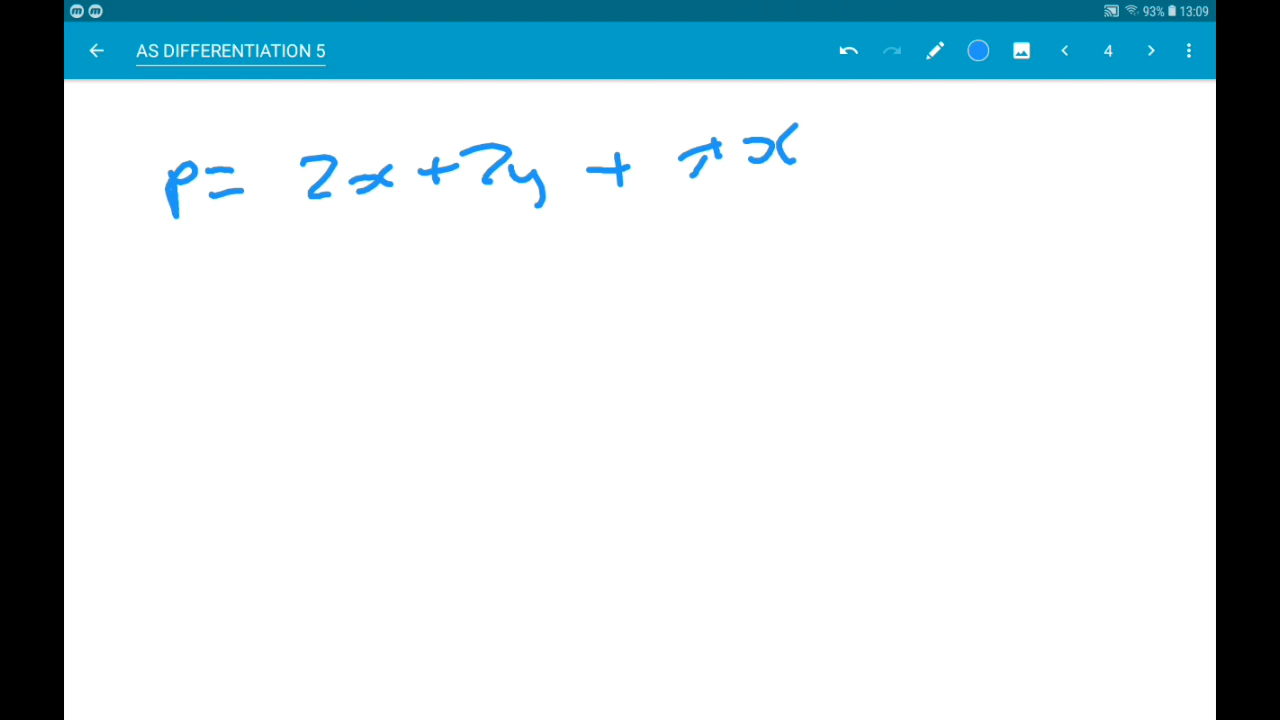 93% 13:09
AS DIFFERENTIATION 5
4
P= 2x+2y + πx